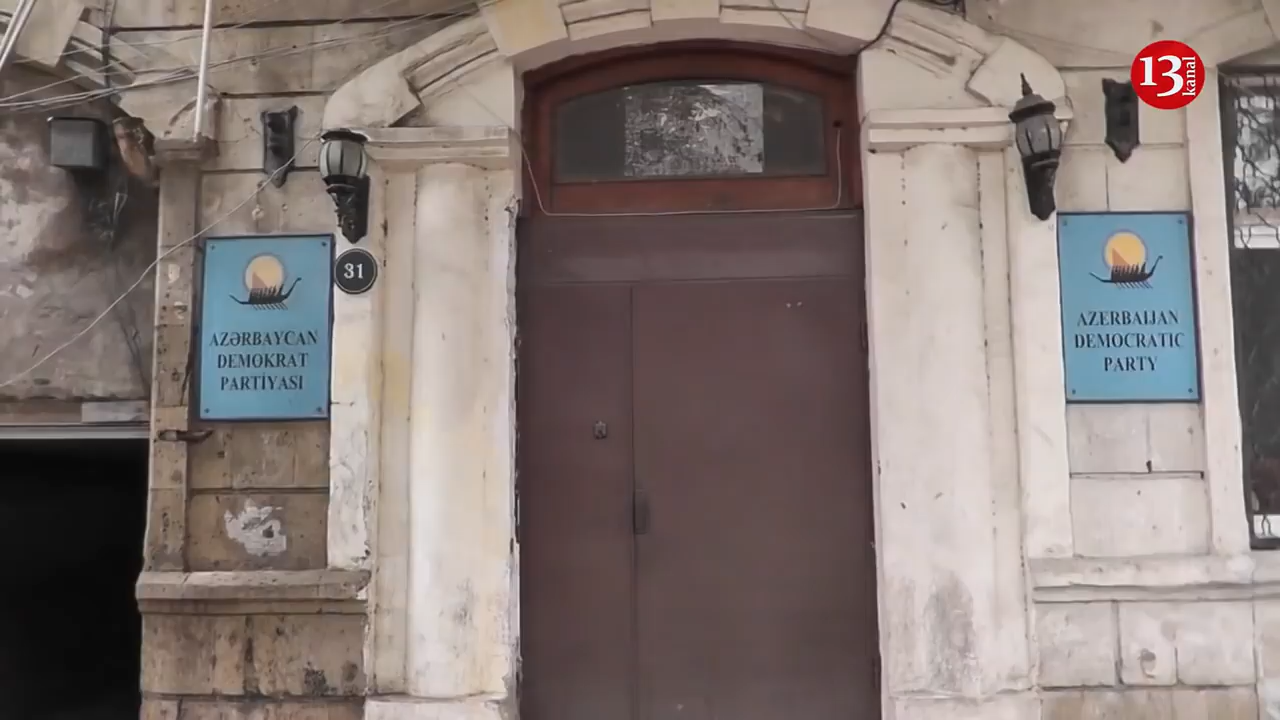 13 kanal
31
AZƏRBAYCAN
DEMOKRAT
PARTİYASI
AZERBAIJAN
DEMOCRATIC
PARTY